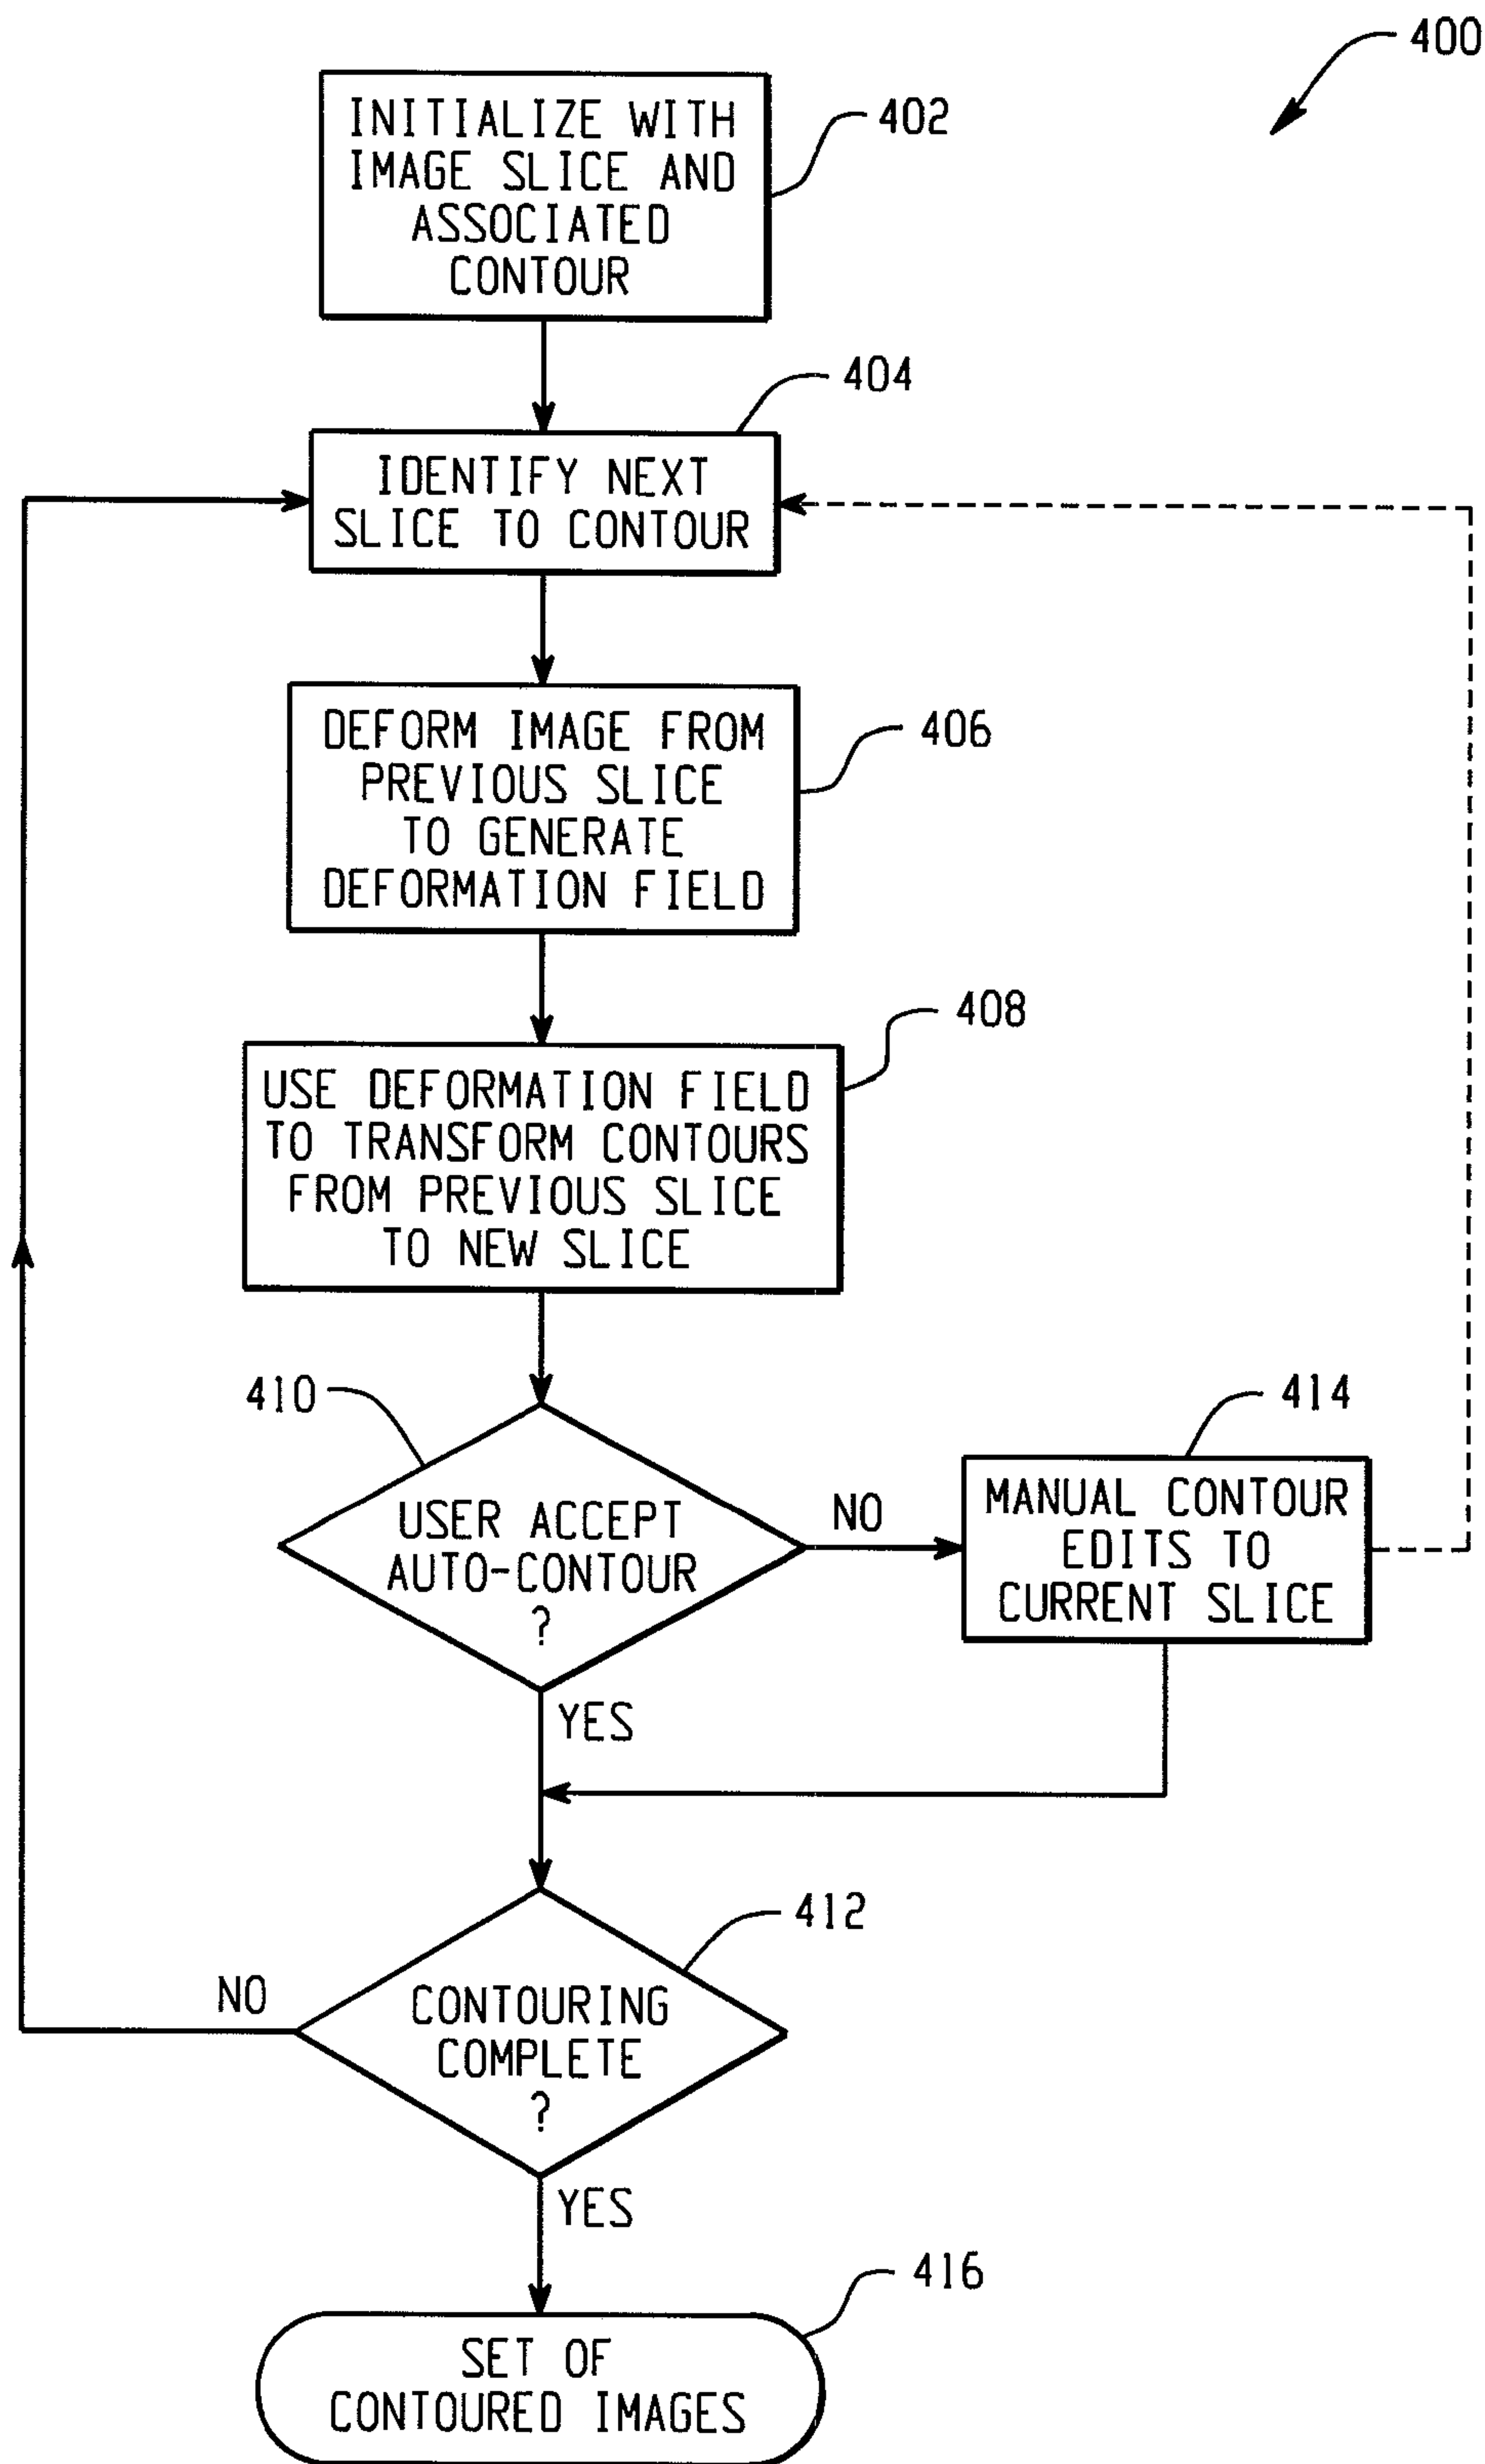 400
INITIALIZE WITH
IMAGE SLICE AND
ASSOCIATED
CONTOUR
402
404
IDENTIFY NEXT
SLICE TO CONTOUR
DEFORM IMAGE FROM
PREVIOUS SLICE
TO GENERATE
DEFORMATION FIELD
406
408
USE DEFORMATION FIELD
TO TRANSFORM CONTOURS
FROM PREVIOUS SLICE
TO NEW SLICE
410
USER ACCEPT
AUTO-CONTOUR
?
NO
414
MANUAL CONTOUR
EDITS TO
CURRENT SLICE
YES
412
CONTOURING
COMPLETE
?
NO
YES
416
SET OF
CONTOURED IMAGES